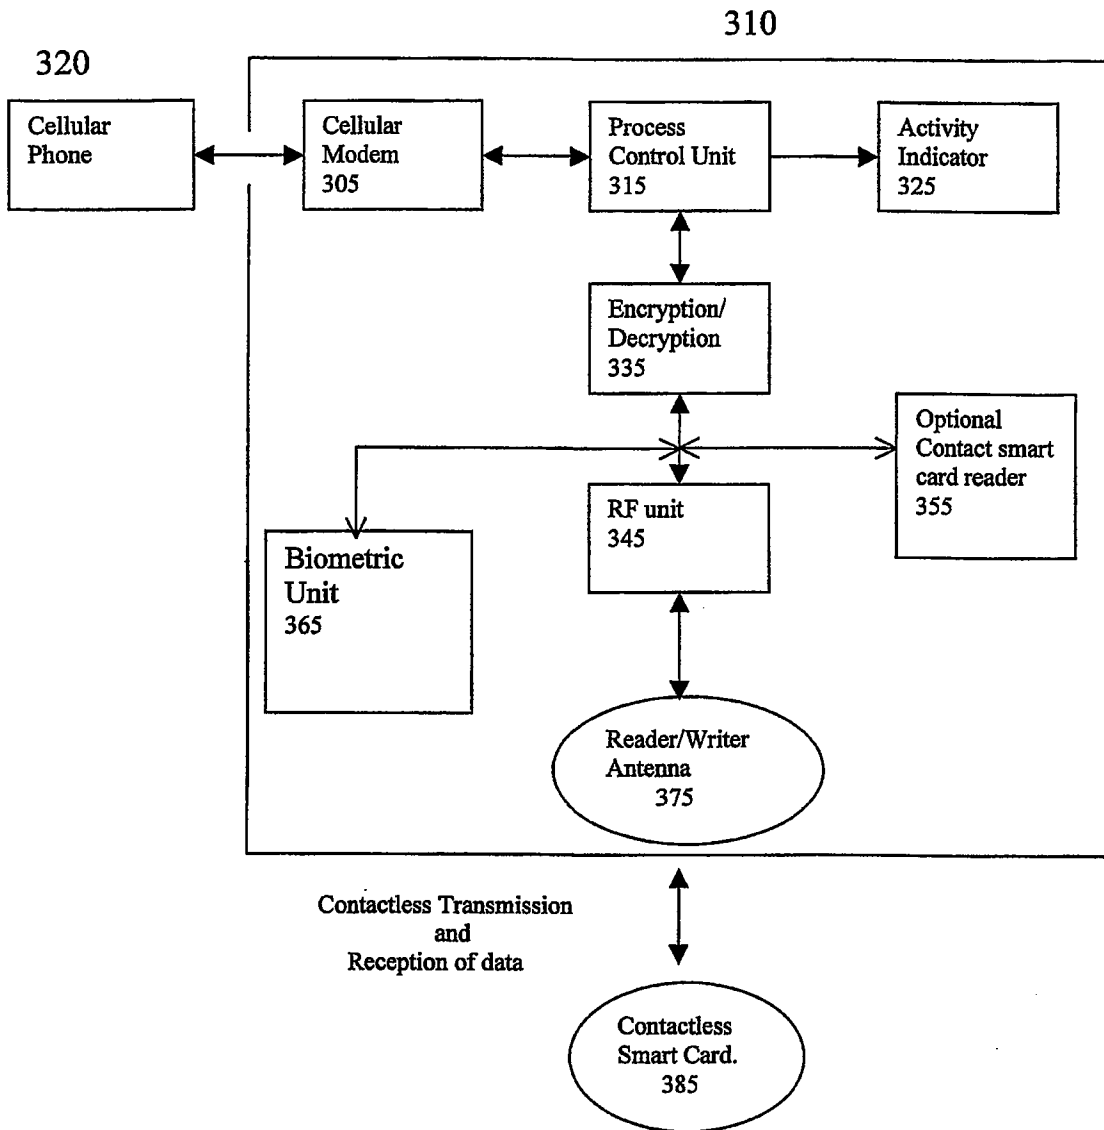 310
320
Cellular
Phone
Cellular
Modem
305
Process
Control Unit
315
Activity
Indicator
325
Encryption/
Decryption
335
Optional
Contact smart
card reader
355
RF unit
345
Biometric
Unit
365
Reader/Writer
Antenna
375
Contactless Transmission
and
Reception of data
Contactless
Smart Card.
385